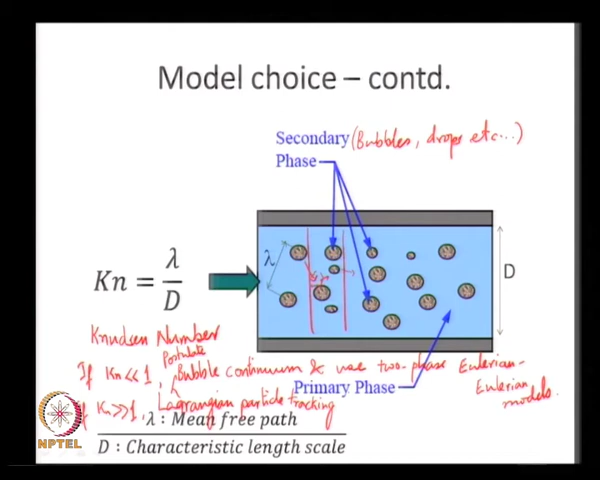 Model choice – contd.
Secondary (Bubbles, drops etc...)
Phase
λ
D
Kn = λ/D
Knudsen Number
Postulate
If Kn << 1, Bubble continuum & use two-phase Eulerian-
Eulerian
models.
Primary Phase
If Kn >> 1, Lagrangian particle tracking
λ : Mean free path
D : Characteristic length scale
NPTEL